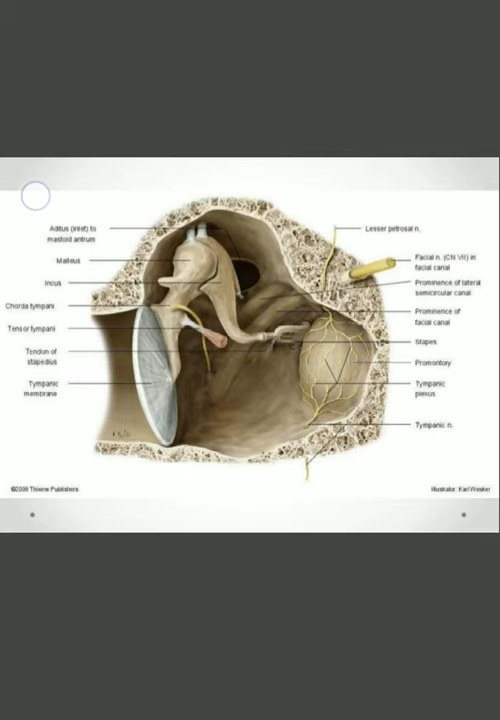 Aditus (inlet) to
mastoid antrum
Malleus
Incus
Chorda tympani
Tensor tympani
Tendon of
stapedius
Tympanic
membrane
Lesser petrosal n.
Facial n. (CN VII) in
facial canal
Prominence of lateral
semicircular canal
Prominence of
facial canal
Stapes
Promontory
Tympanic
plexus
Tympanic n.
©2006 Thieme Publishers
Illustrator: Karl Wesker